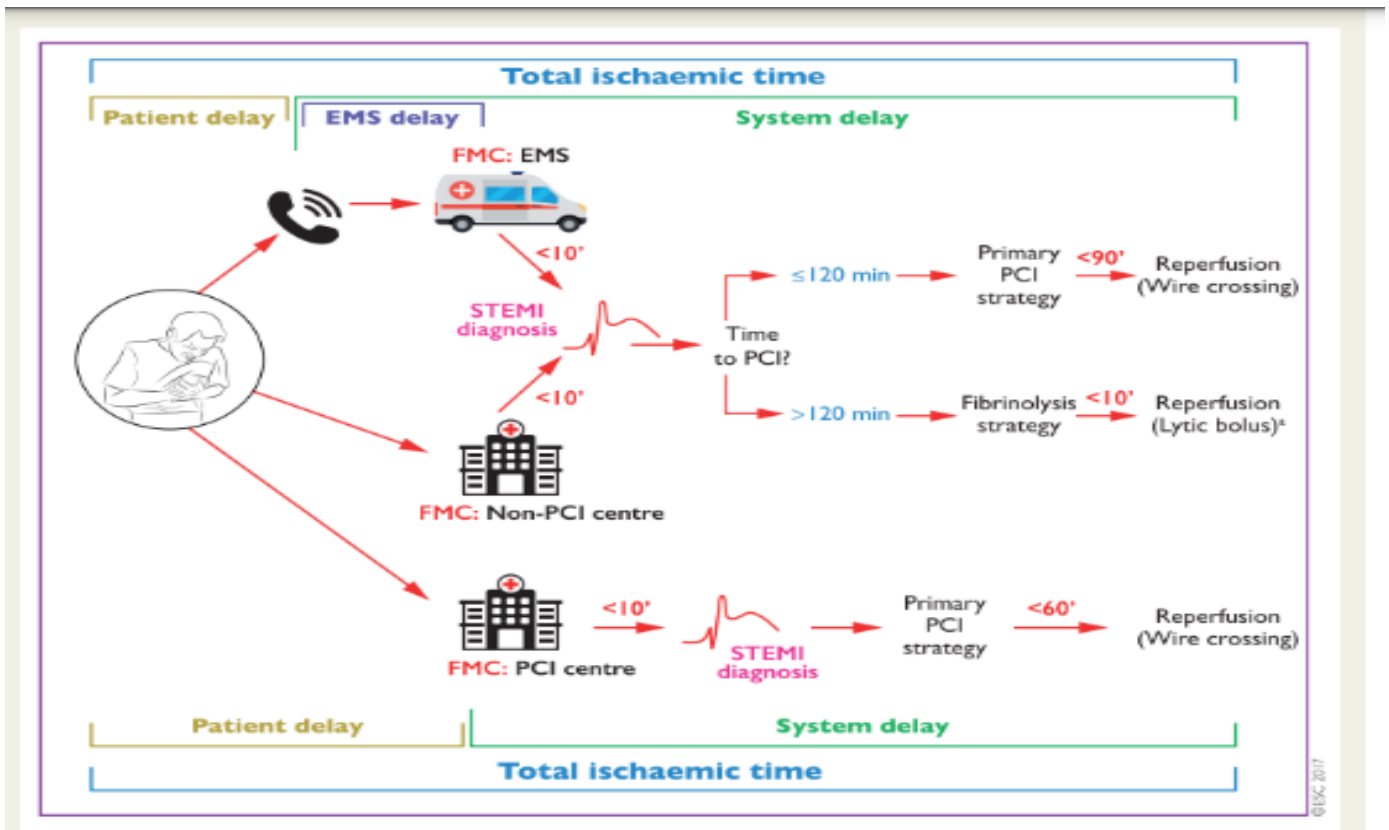 Total ischaemic time
Patient delay
EMS delay
System delay
FMC: EMS
<10'
STEMI
diagnosis
<10'
FMC: Non-PCI centre
Time
to PCI?
≤120 min
Primary
PCI
strategy
<90'
Reperfusion
(Wire crossing)
>120 min
Fibrinolysis
strategy
<10'
Reperfusion
(Lytic bolus)ª
FMC: PCI centre
<10'
STEMI
diagnosis
Primary
PCI
strategy
<60'
Reperfusion
(Wire crossing)
Patient delay
System delay
Total ischaemic time
©ESC 2017